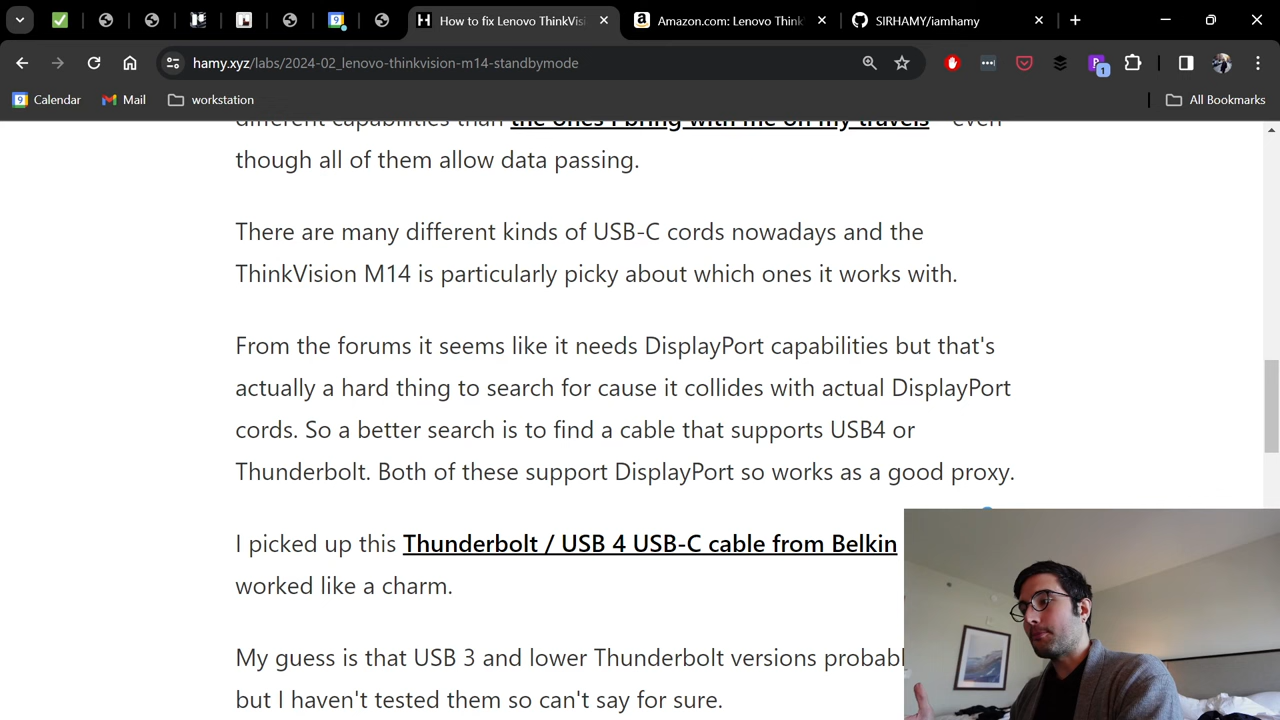 How to fix Lenovo ThinkVisi
Amazon.com: Lenovo Think
SIRHAMY/iamhamy
hamy.xyz/labs/2024-02_lenovo-thinkvision-m14-standbymode
1
Calendar
Mail
workstation
All Bookmarks
different capabilities than the ones I bring with me on my travels - even
though all of them allow data passing.
There are many different kinds of USB-C cords nowadays and the
ThinkVision M14 is particularly picky about which ones it works with.
From the forums it seems like it needs DisplayPort capabilities but that's
actually a hard thing to search for cause it collides with actual DisplayPort
cords. So a better search is to find a cable that supports USB4 or
Thunderbolt. Both of these support DisplayPort so works as a good proxy.
I picked up this Thunderbolt / USB 4 USB-C cable from Belkin
worked like a charm.
My guess is that USB 3 and lower Thunderbolt versions probabl
but I haven't tested them so can't say for sure.